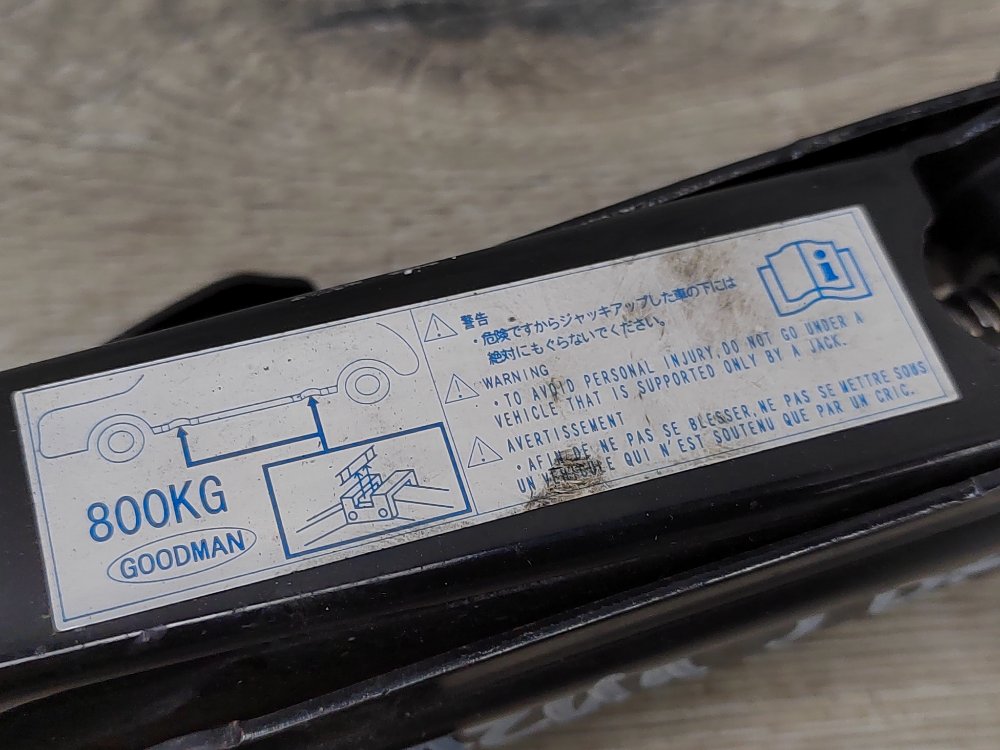 800KG
GOODMAN
警告
・危険ですからジャッキアップした車の下には
絶対にもぐらないでください。
WARNING
・TO AVOID PERSONAL INJURY, DO NOT GO UNDER A
VEHICLE THAT IS SUPPORTED ONLY BY A JACK.
AVERTISSEMENT
・AFIN DE NE PAS SE BLESSER, NE PAS SE METTRE SOUS
UN VEHICULE QUI N'EST SOUTENU QUE PAR UN CRIC.